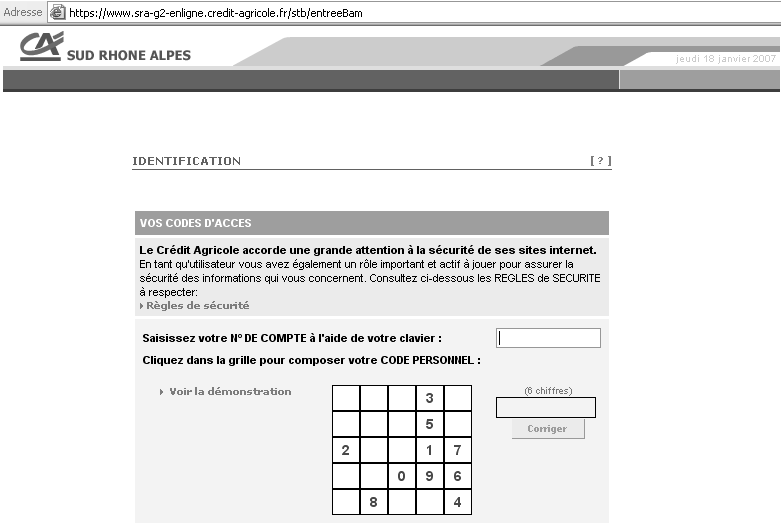 Adresse https://www.sra-g2-enligne.credit-agricole.fr/stb/entreeBam
CA SUD RHONE ALPES
jeudi 18 janvier 2007
IDENTIFICATION [ ? ]
VOS CODES D'ACCES
Le Crédit Agricole accorde une grande attention à la sécurité de ses sites internet.
En tant qu'utilisateur vous avez également un rôle important et actif à jouer pour assurer la
sécurité des informations qui vous concernent. Consultez ci-dessous les REGLES de SECURITE
à respecter:
Règles de sécurité
Saisissez votre N° DE COMPTE à l'aide de votre clavier :
Cliquez dans la grille pour composer votre CODE PERSONNEL :
Voir la démonstration
3
5
2 1 7
0 9 6
8 4
(6 chiffres)
Corriger